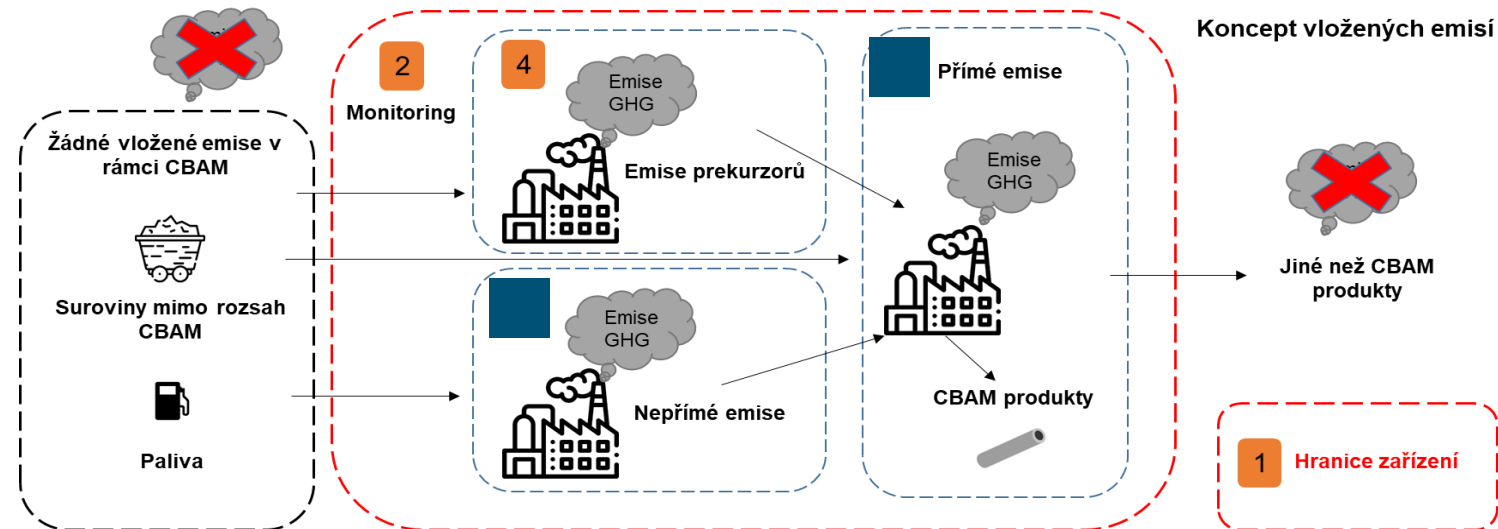 Koncept vložených emisí
Žádné vložené emise v
rámci CBAM
Suroviny mimo rozsah
CBAM
Paliva
2
Monitoring
4
Emise
GHG
Emise prekurzorů
Emise
GHG
Nepřímé emise
Přímé emise
Emise
GHG
CBAM produkty
Jiné než CBAM
produkty
1
Hranice zařízení